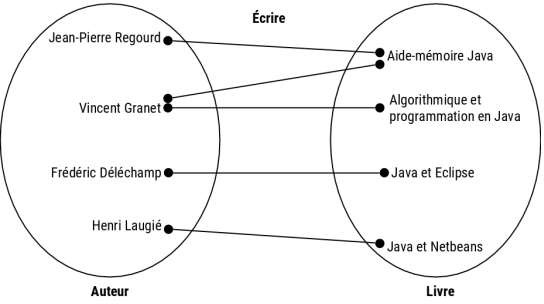 Écrire
Jean-Pierre Regourd
Aide-mémoire Java
Vincent Granet
Algorithmique et
programmation en Java
Frédéric Déléchamp
Java et Eclipse
Henri Laugié
Java et Netbeans
Auteur
Livre